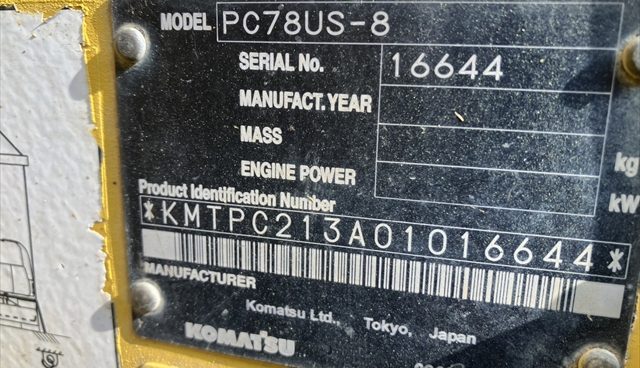 MODEL PC78US-8
SERIAL No. 16644
MANUFACT.YEAR
MASS kg
ENGINE POWER kW
Product Identification Number
*KMTPC213A01016644*
MANUFACTURER
Komatsu Ltd., Tokyo, Japan
KOMATSU